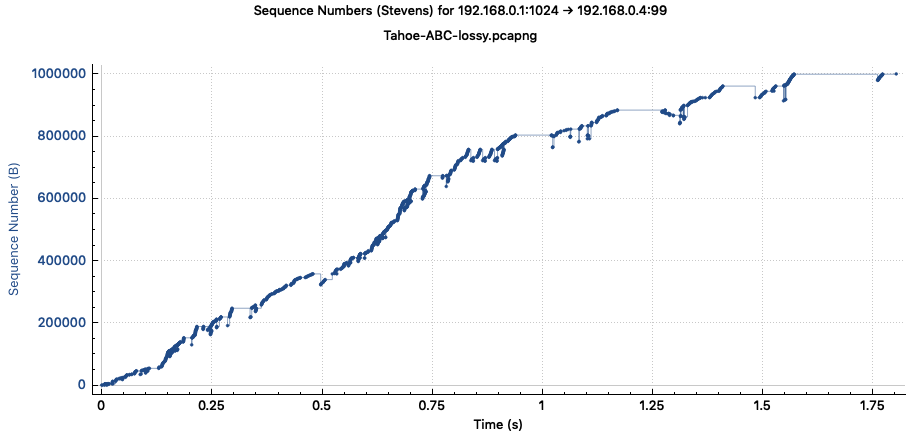 Sequence Numbers (Stevens) for 192.168.0.1:1024 → 192.168.0.4:99
Tahoe-ABC-lossy.pcapng
Sequence Number (B)
1000000
800000
600000
400000
200000
0
0 0.25 0.5 0.75 1 1.25 1.5 1.75
Time (s)